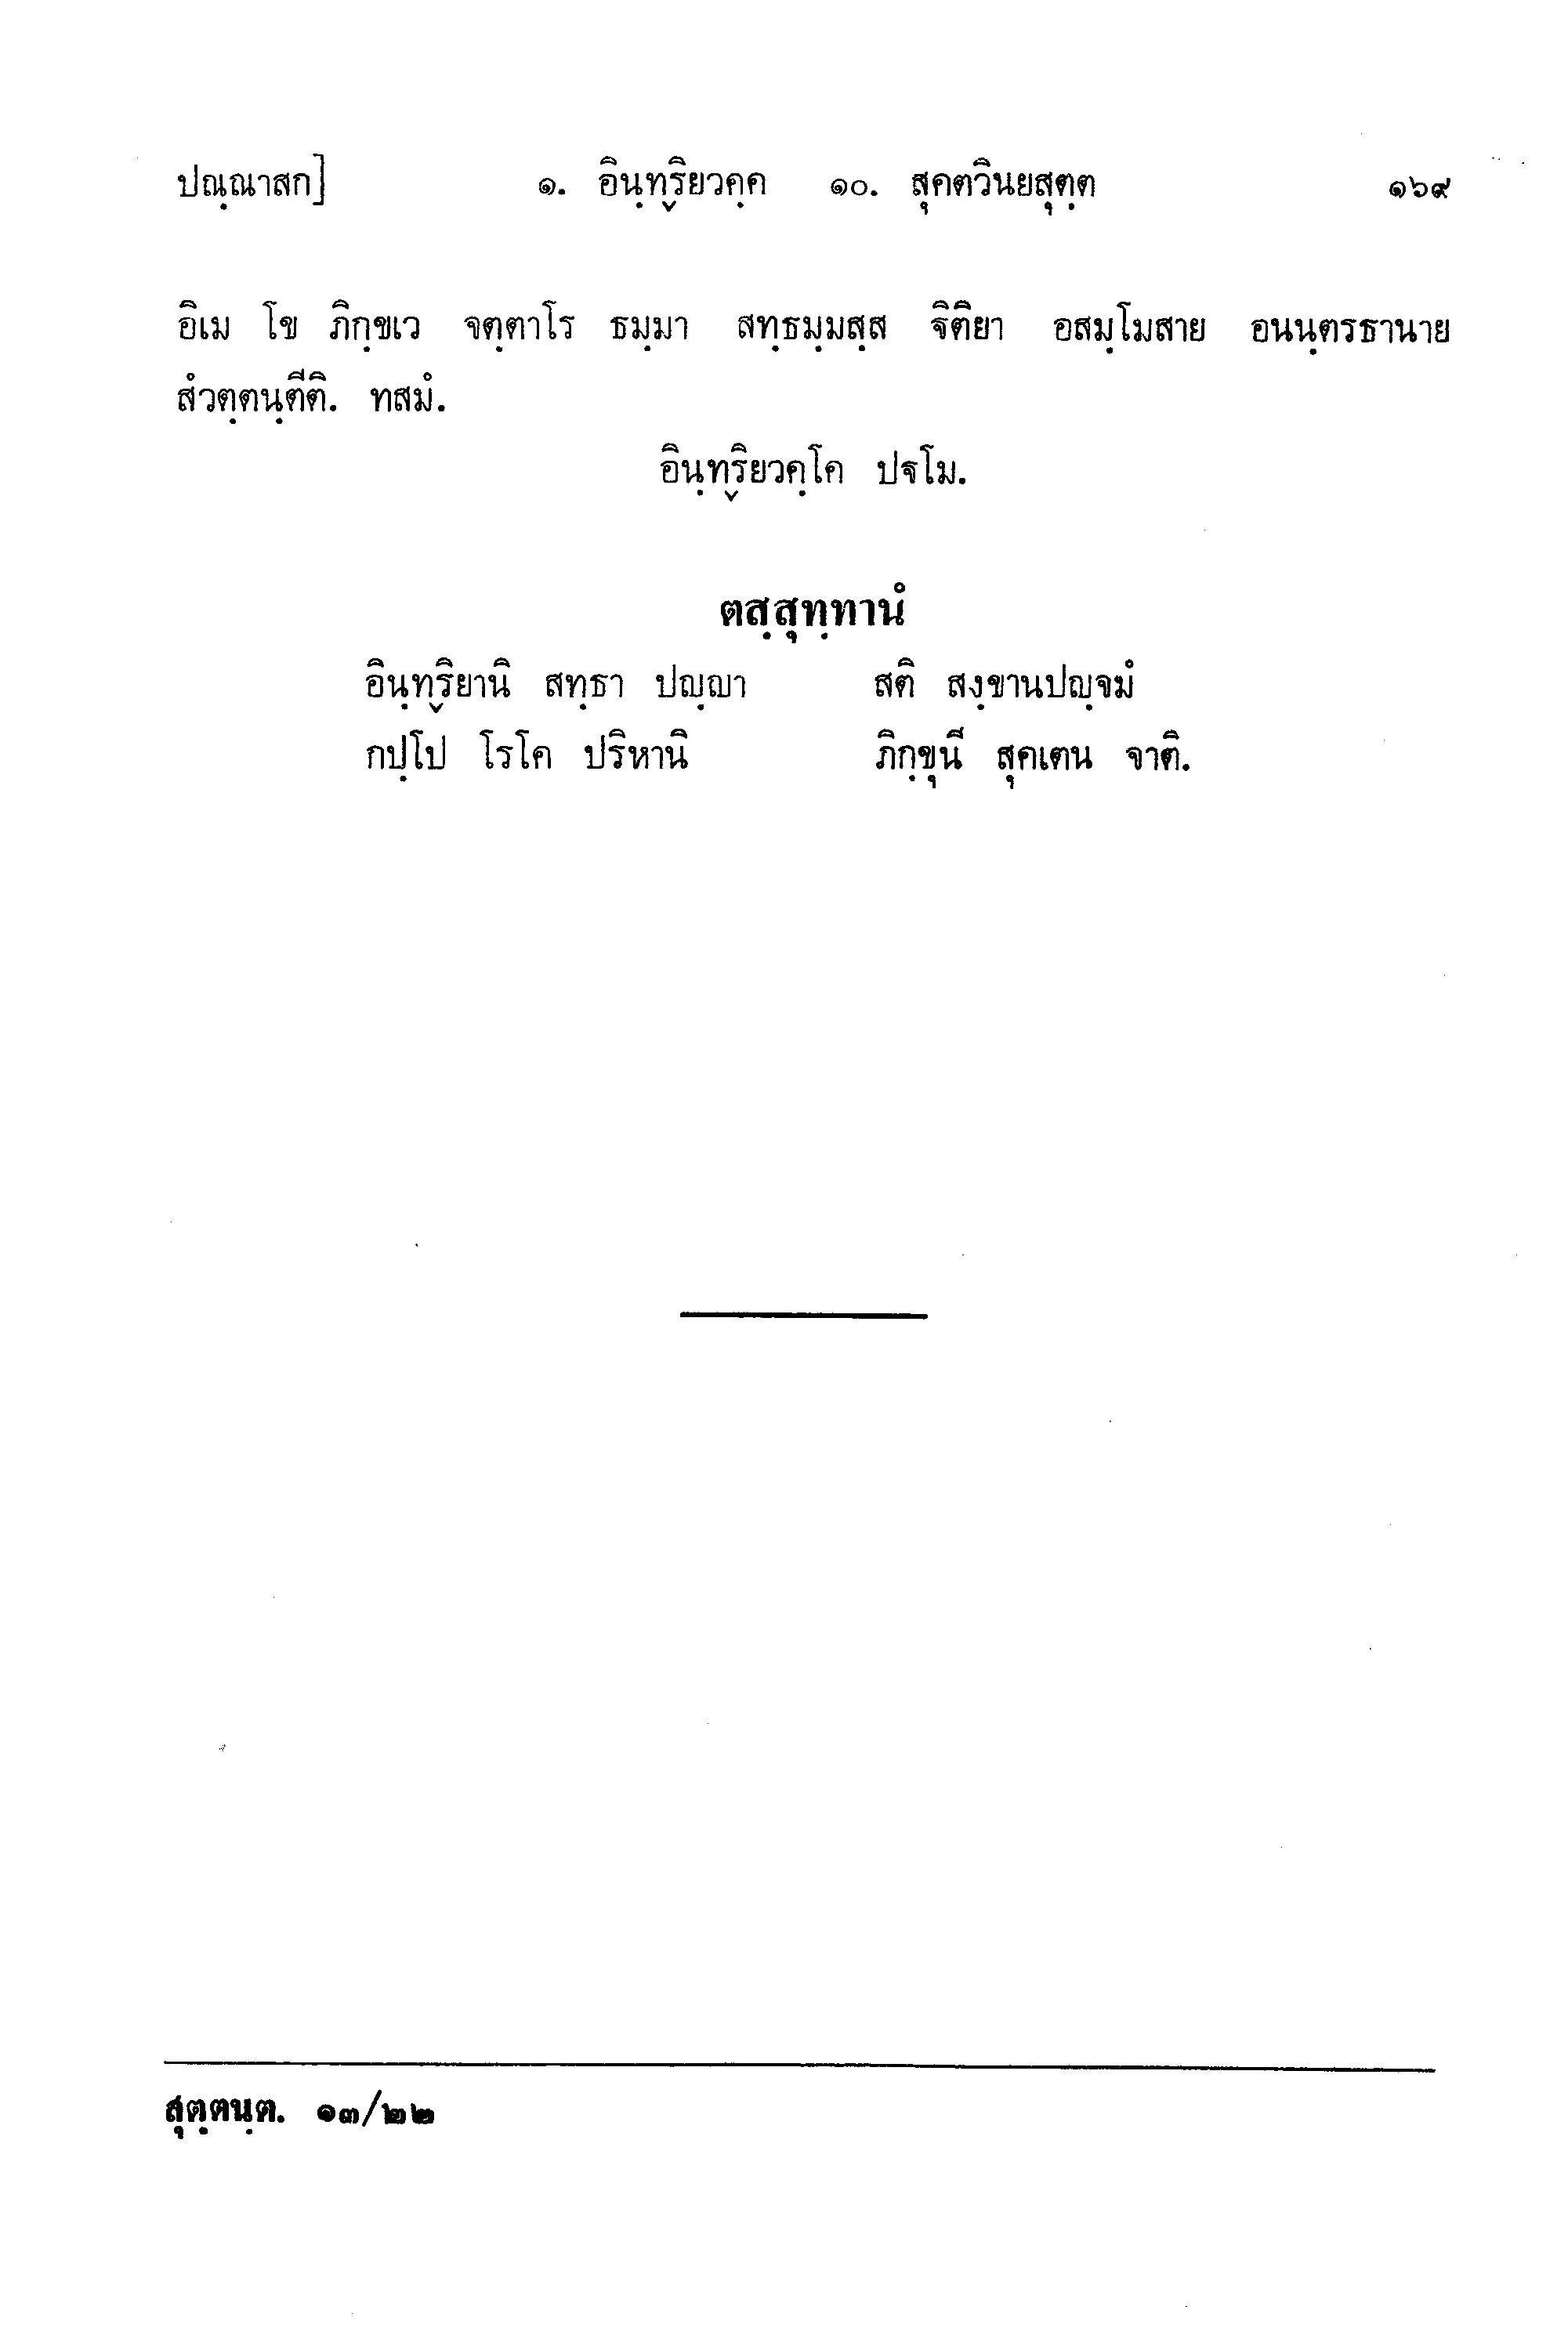 ปณฺณาสก] ๑. อินฺทฺริยวคฺค ๑๐. สุคตวินยสุตฺต ๑๖๙
อิเม โข ภิกฺขเว จตฺตาโร ธมฺมา สทฺธมฺมสฺส ฐิติยา อสมฺโมสาย อนนฺตรธานาย
สํวตฺตนฺตีติ. ทสมํ.
อินฺทฺริยวคฺโค ปฐโม.
ตสฺสุทฺทานํ
อินฺทฺริยานิ สทฺธา ปญฺญา สติ สงฺขานปญฺจมํ
กปฺโป โรโค ปริหานิ ภิกฺขุนี สุคเตน จาติ.
สุตฺตนฺต. ๑๓/๒๒